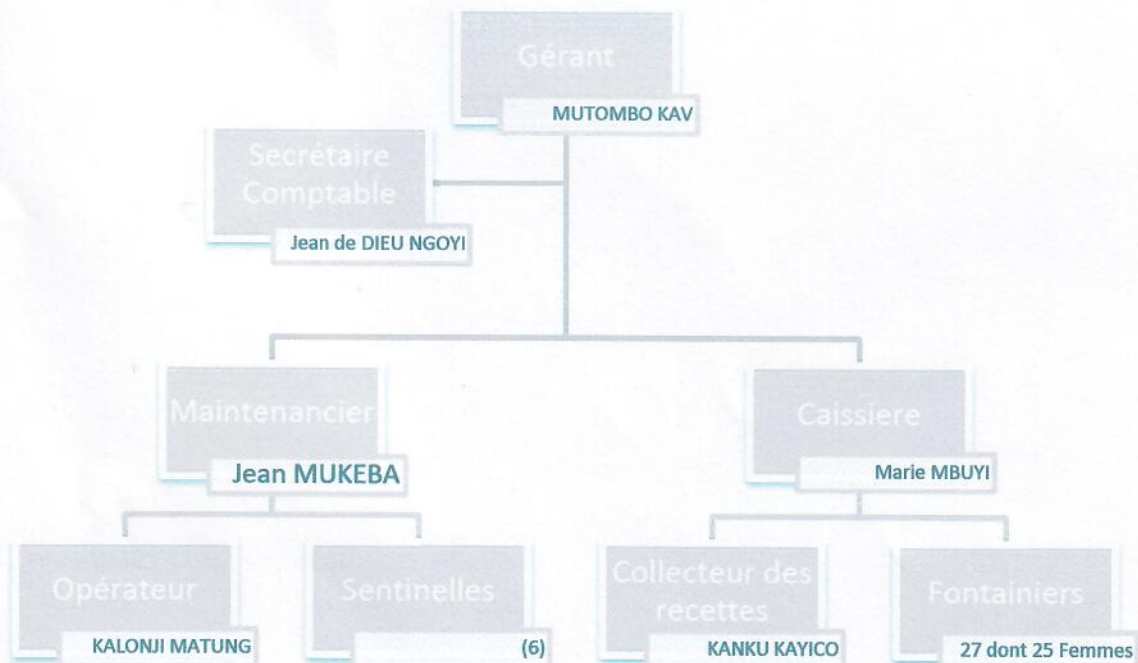 Gérant
MUTOMBO KAV
Secrétaire
Comptable
Jean de DIEU NGOYI
Maintenancier
Jean MUKEBA
Caissiere
Marie MBUYI
Opérateur
KALONJI MATUNG
Sentinelles
(6)
Collecteur des
recettes
KANKU KAYICO
Fontainiers
27 dont 25 Femmes